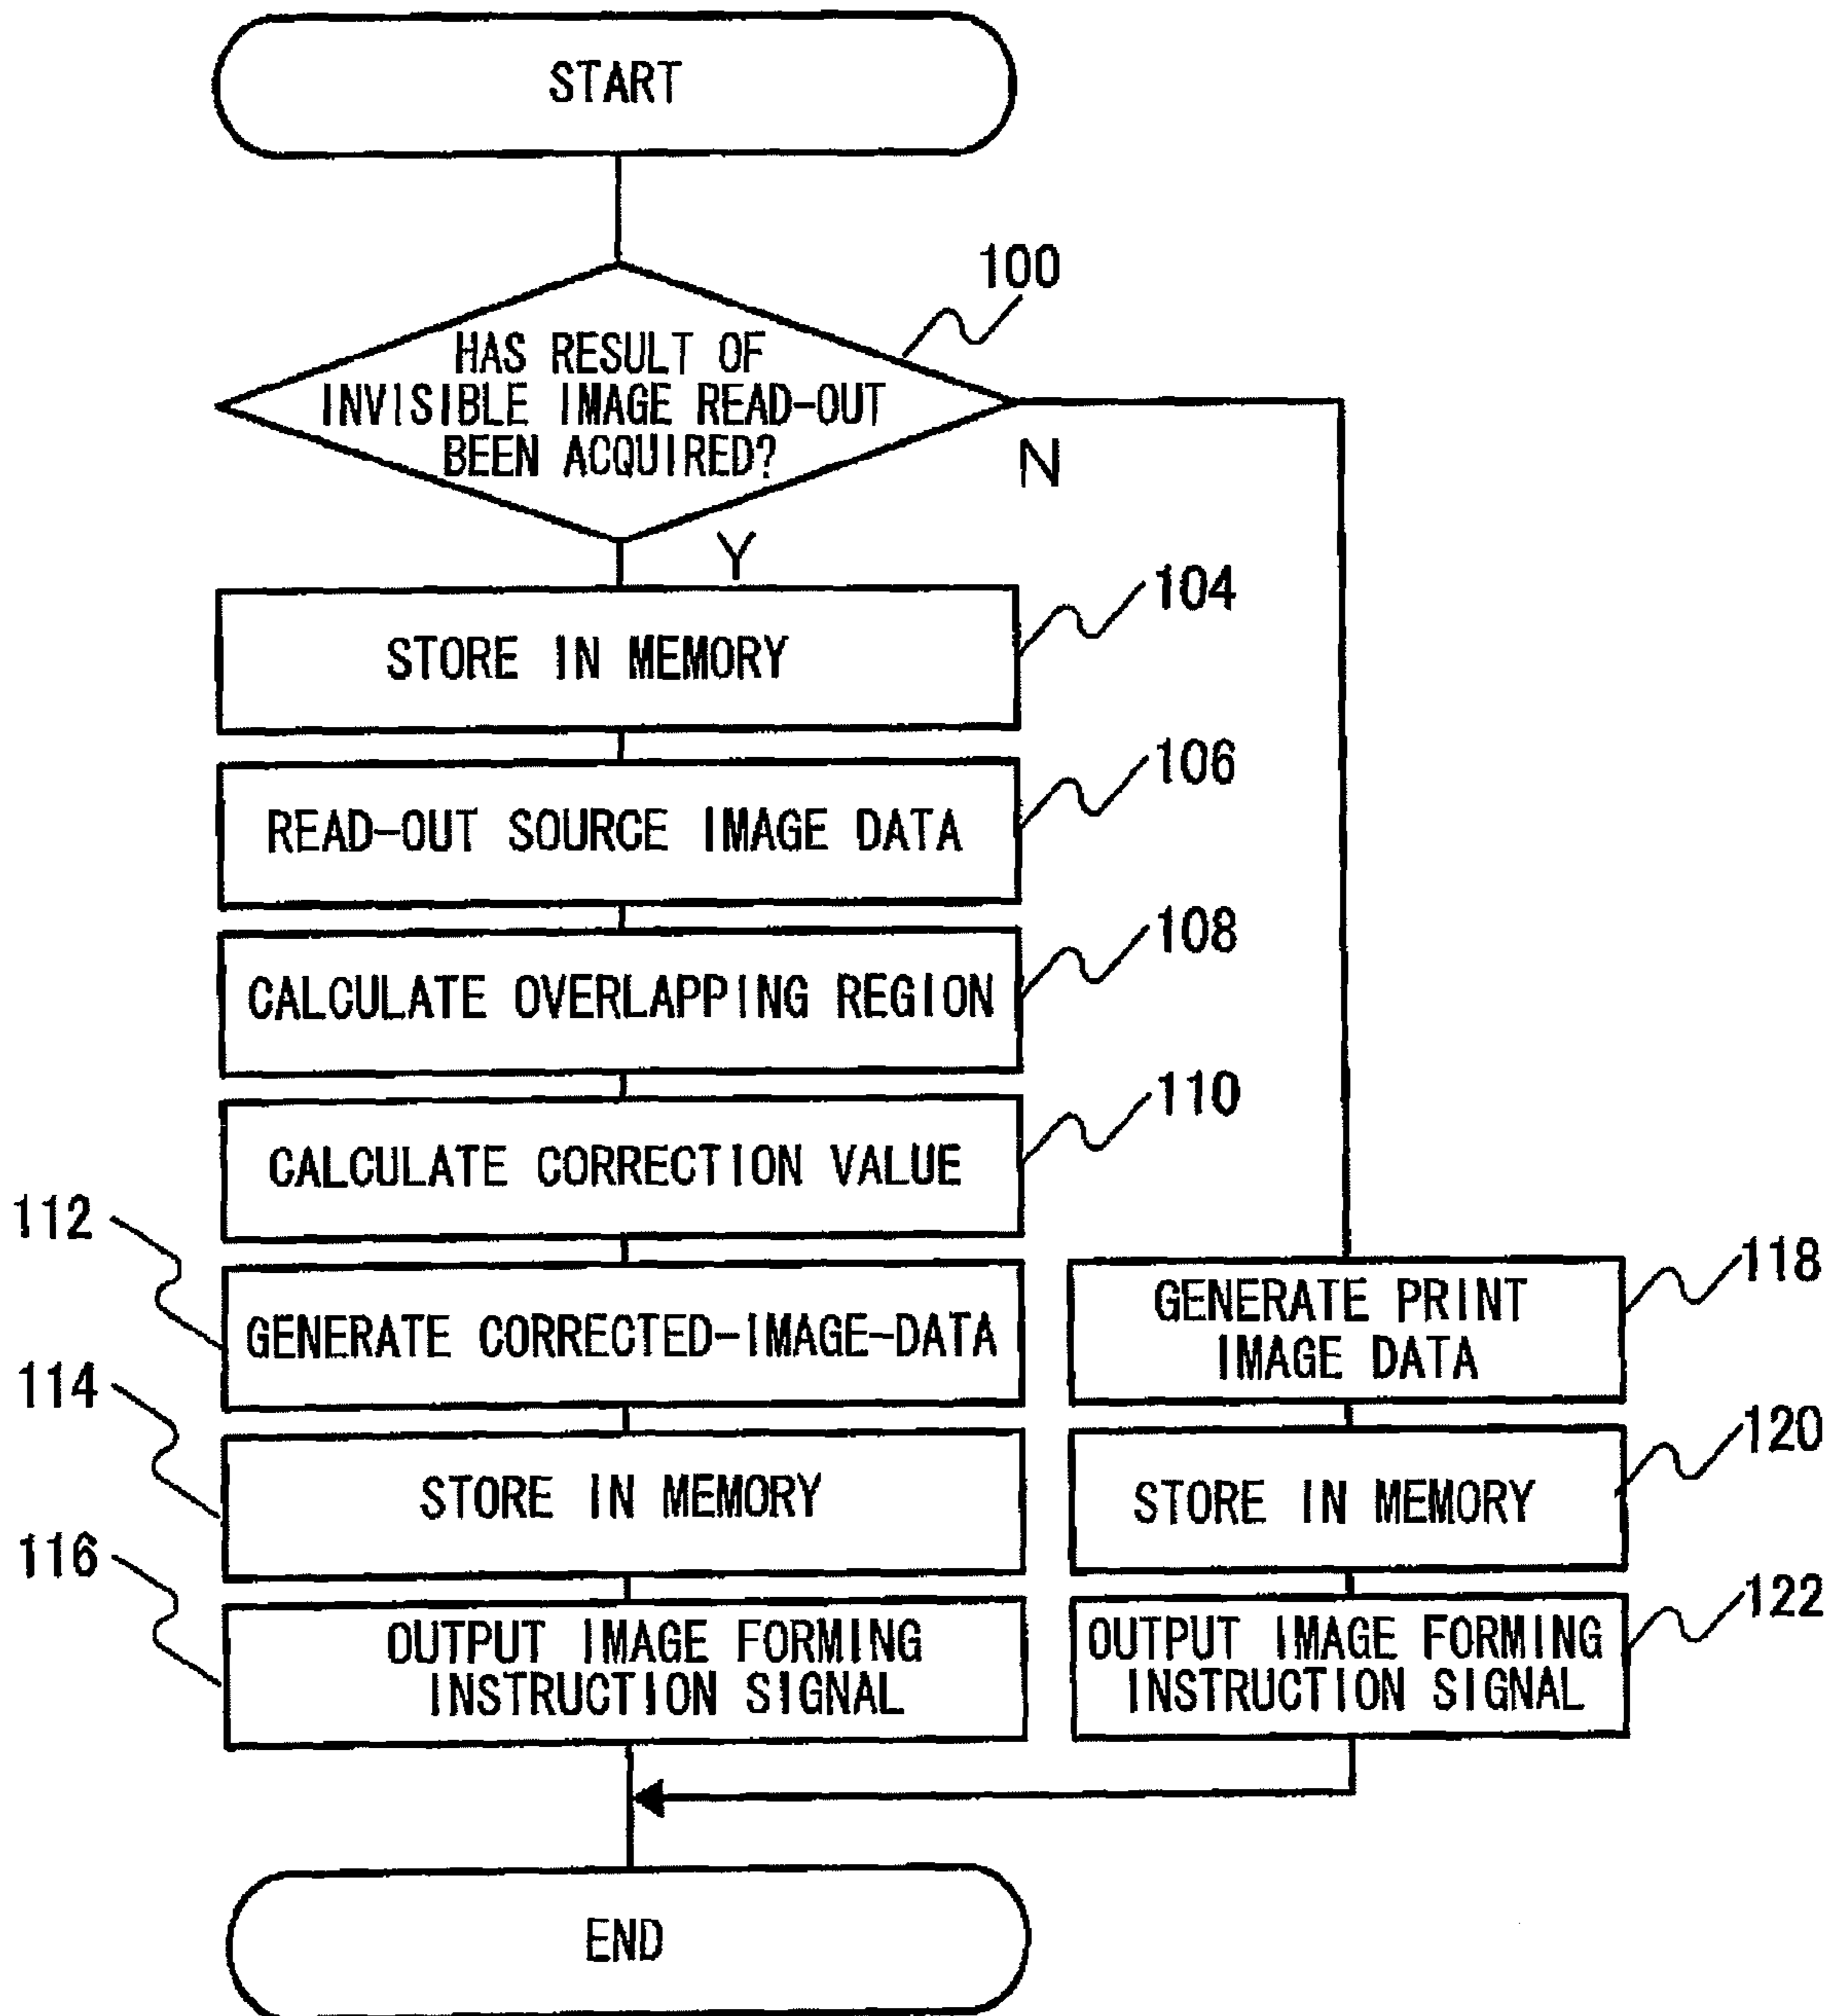 START
100
HAS RESULT OF
INVISIBLE IMAGE READ-OUT
BEEN ACQUIRED?
N
Y
104
STORE IN MEMORY
106
READ-OUT SOURCE IMAGE DATA
108
CALCULATE OVERLAPPING REGION
110
CALCULATE CORRECTION VALUE
112
GENERATE CORRECTED-IMAGE-DATA
114
STORE IN MEMORY
116
OUTPUT IMAGE FORMING
INSTRUCTION SIGNAL
118
GENERATE PRINT
IMAGE DATA
120
STORE IN MEMORY
122
OUTPUT IMAGE FORMING
INSTRUCTION SIGNAL
END